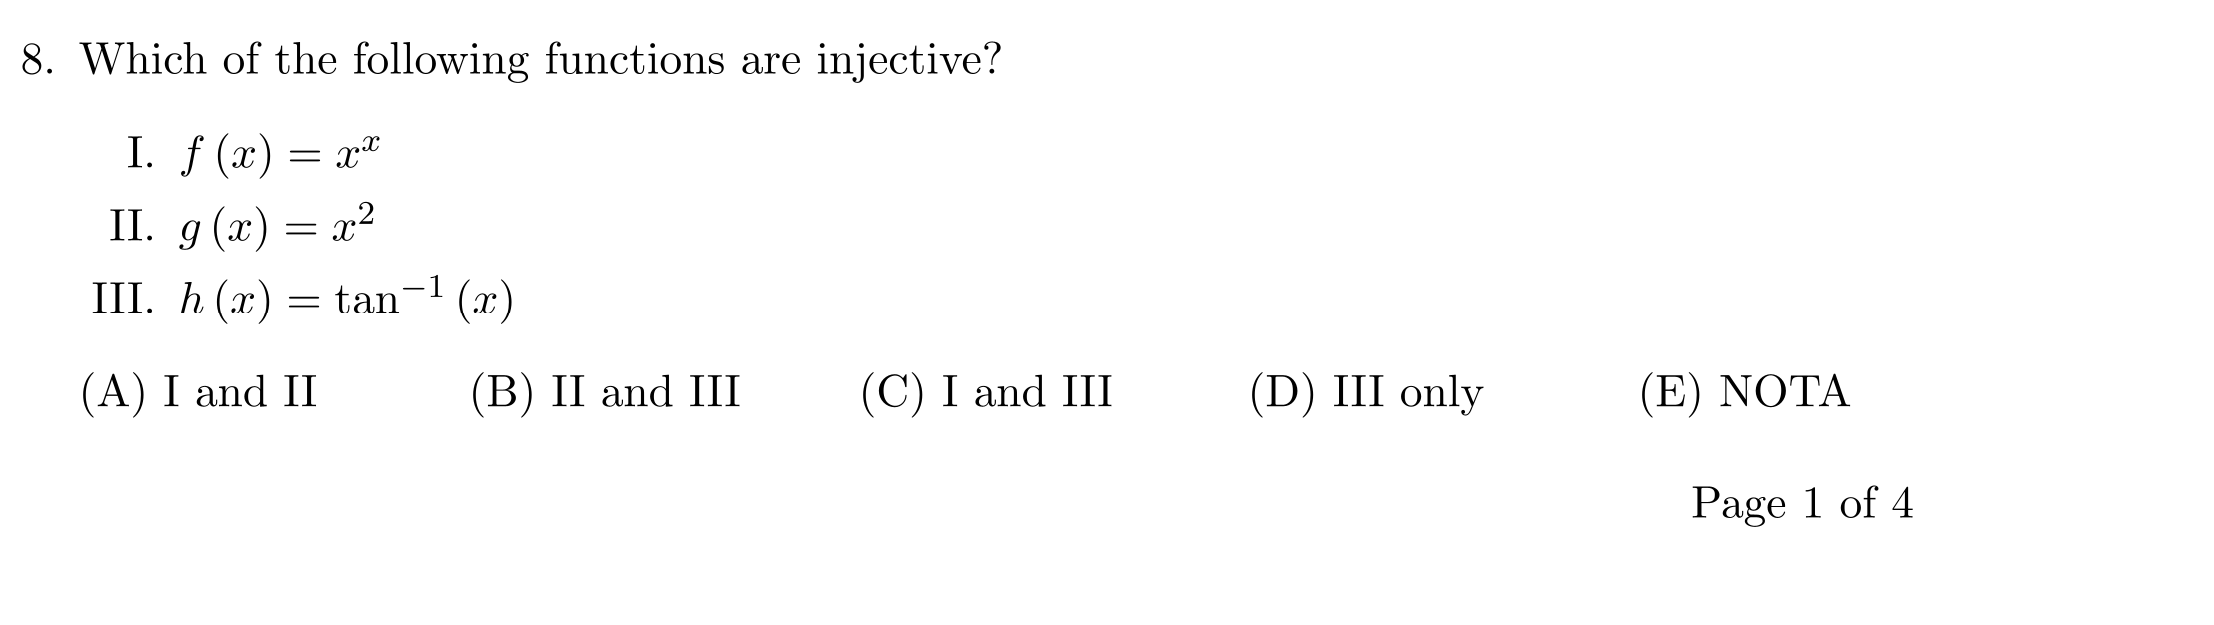 8. Which of the following functions are injective?
I. f (x) = x^x
II. g (x) = x^2
III. h (x) = tan^{-1} (x)
(A) I and II (B) II and III (C) I and III (D) III only (E) NOTA
Page 1 of 4